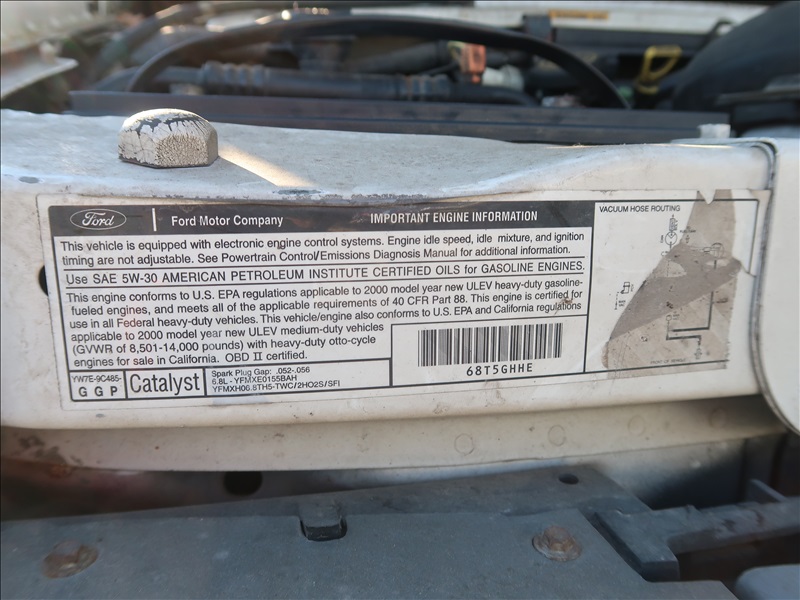 Ford
Ford Motor Company
IMPORTANT ENGINE INFORMATION
This vehicle is equipped with electronic engine control systems. Engine idle speed, idle mixture, and ignition
timing are not adjustable. See Powertrain Control/Emissions Diagnosis Manual for additional information.
Use SAE 5W-30 AMERICAN PETROLEUM INSTITUTE CERTIFIED OILS for GASOLINE ENGINES.
This engine conforms to U.S. EPA regulations applicable to 2000 model year new ULEV heavy-duty gasoline-
fueled engines, and meets all of the applicable requirements of 40 CFR Part 88. This engine is certified for
use in all Federal heavy-duty vehicles. This vehicle/engine also conforms to U.S. EPA and California regulations
applicable to 2000 model year new ULEV medium-duty vehicles
(GVWR of 8,501-14,000 pounds) with heavy-duty otto-cycle
engines for sale in California. OBD II certified.
YW7E-9C485-
G G P
Catalyst
Spark Plug Gap: .052-.056
6.8L - YFMXE0155BAH
YFMXH06.8TH5-TWC/2HO2S/SFI
68T5GHHE
VACUUM HOSE ROUTING
FRONT OF VEHICLE